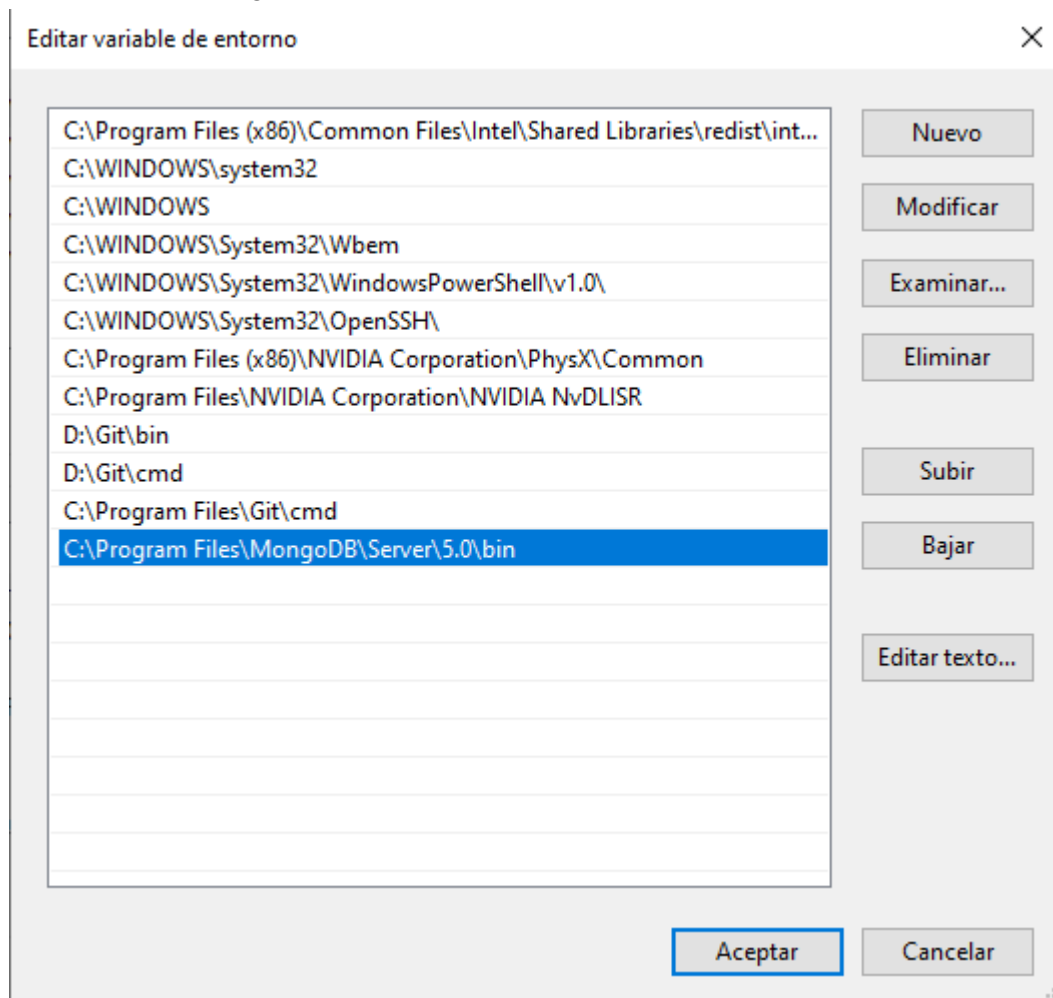 Editar variable de entorno
C:\Program Files (x86)\Common Files\Intel\Shared Libraries\redist\int...
C:\WINDOWS\system32
C:\WINDOWS
C:\WINDOWS\System32\Wbem
C:\WINDOWS\System32\WindowsPowerShell\v1.0\
C:\WINDOWS\System32\OpenSSH\
C:\Program Files (x86)\NVIDIA Corporation\PhysX\Common
C:\Program Files\NVIDIA Corporation\NVIDIA NvDLISR
D:\Git\bin
D:\Git\cmd
C:\Program Files\Git\cmd
C:\Program Files\MongoDB\Server\5.0\bin
Nuevo
Modificar
Examinar...
Eliminar
Subir
Bajar
Editar texto...
Aceptar
Cancelar